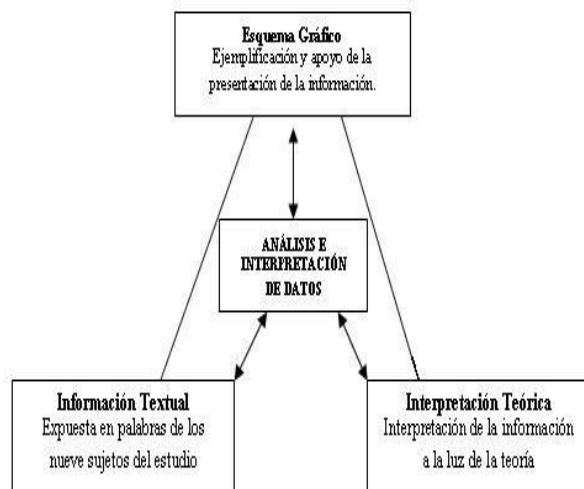 Esquema Gráfico
Ejemplificación y apoyo de la
presentación de la información.
ANÁLISIS E
INTERPRETACIÓN
DE DATOS
Información Textual
Expuesta en palabras de los
nueve sujetos del estudio
Interpretación Teórica
Interpretación de la información
a la luz de la teoría